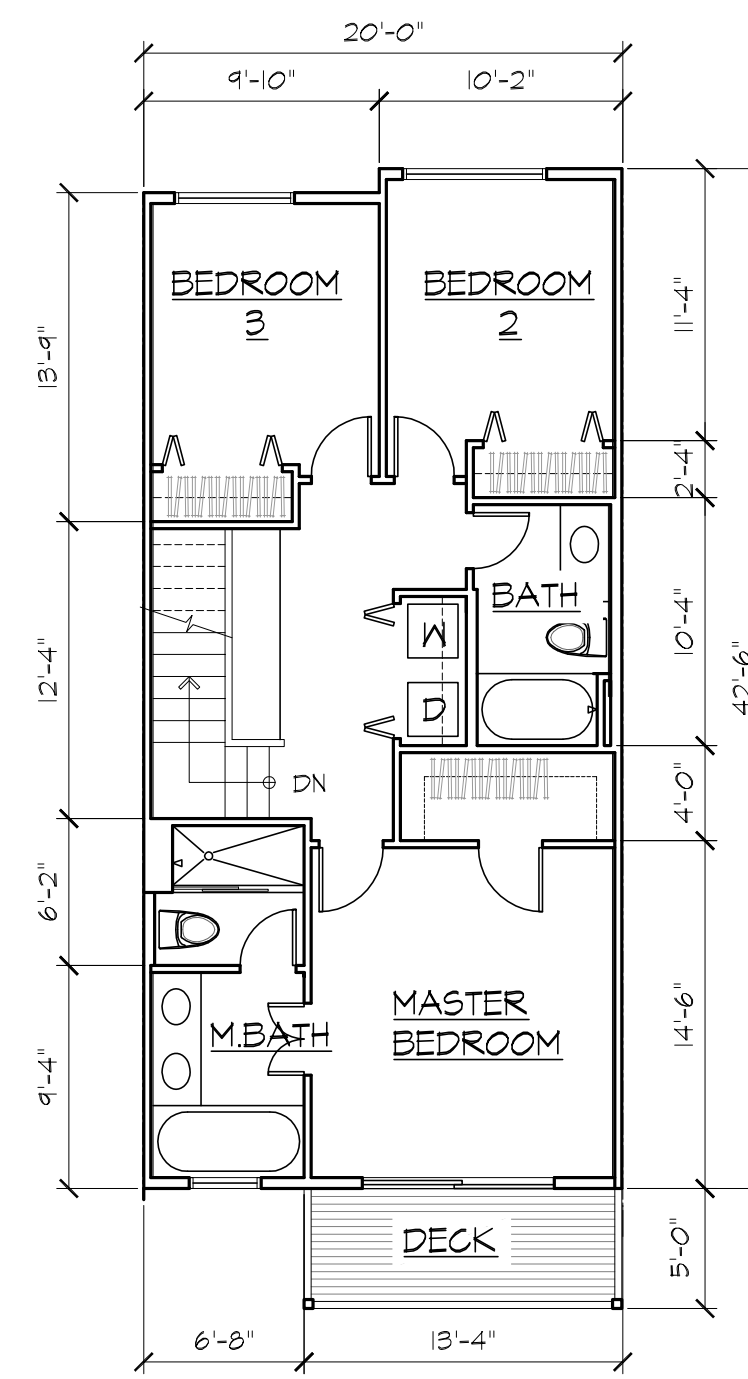 20'-0"
9'-10"
10'-2"
BEDROOM
3
BEDROOM
2
13'-9"
11'-4"
2'-4"
BATH
W
D
12'-4"
10'-4"
42'-6"
DN
4'-0"
6'-2"
MASTER
BEDROOM
M.BATH
14'-6"
9'-4"
DECK
5'-0"
6'-8"
13'-4"